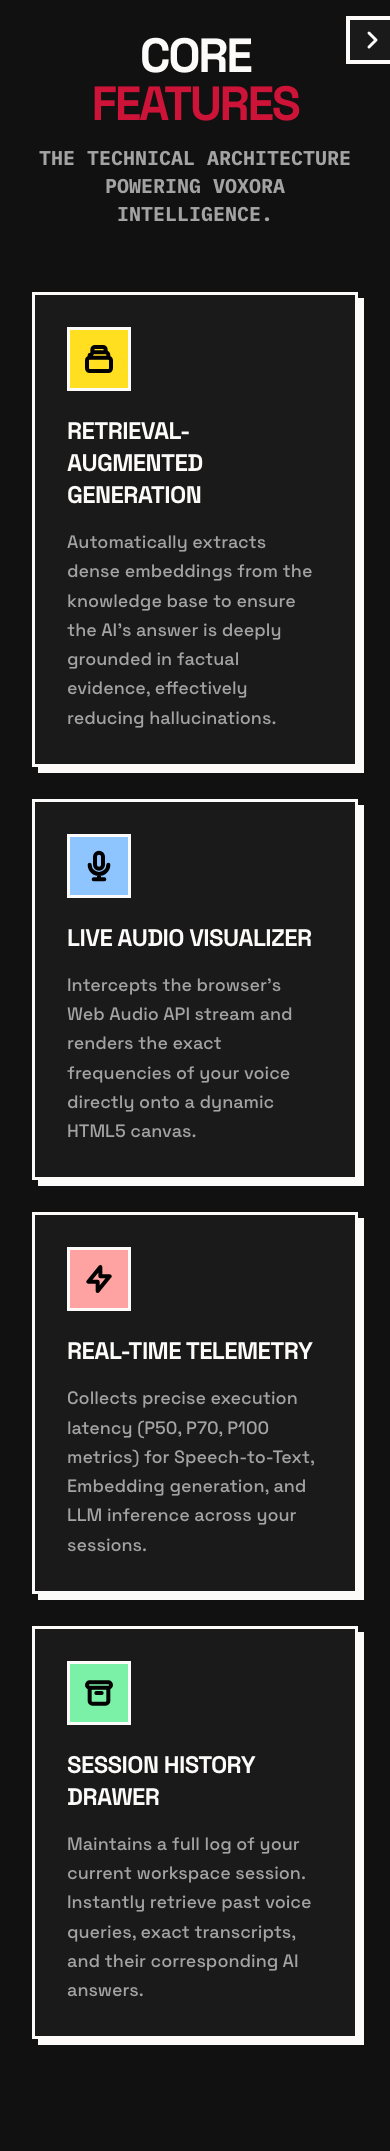 CORE
FEATURES
THE TECHNICAL ARCHITECTURE
POWERING VOXORA
INTELLIGENCE.
RETRIEVAL-
AUGMENTED
GENERATION
Automatically extracts
dense embeddings from the
knowledge base to ensure
the AI's answer is deeply
grounded in factual
evidence, effectively
reducing hallucinations.
LIVE AUDIO VISUALIZER
Intercepts the browser's
Web Audio API stream and
renders the exact
frequencies of your voice
directly onto a dynamic
HTML5 canvas.
REAL-TIME TELEMETRY
Collects precise execution
latency (P50, P70, P100
metrics) for Speech-to-Text,
Embedding generation, and
LLM inference across your
sessions.
SESSION HISTORY
DRAWER
Maintains a full log of your
current workspace session.
Instantly retrieve past voice
queries, exact transcripts,
and their corresponding AI
answers.